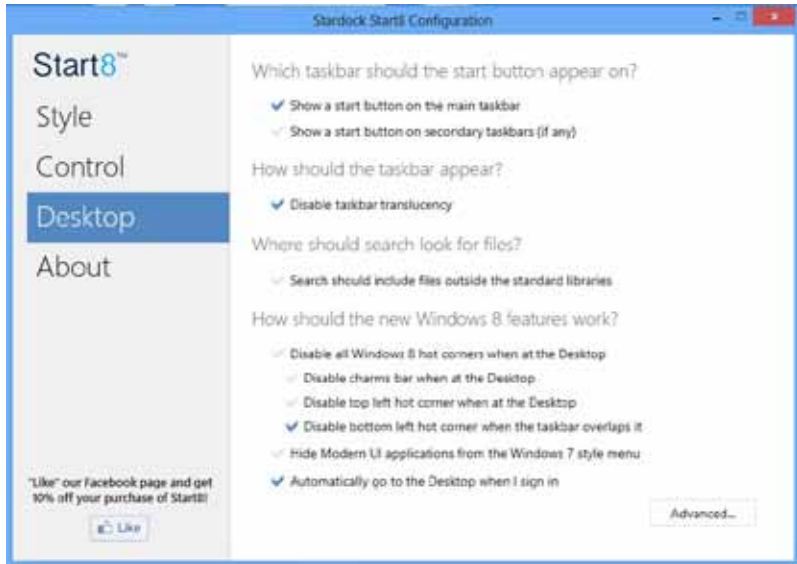 Stardock Start8 Configuration
Start8™
Style
Control
Desktop
About
"Like" our Facebook page and get
10% off your purchase of Start8!
Like
Which taskbar should the start button appear on?
Show a start button on the main taskbar
Show a start button on secondary taskbars (if any)
How should the taskbar appear?
Disable taskbar translucency
Where should search look for files?
Search should include files outside the standard libraries
How should the new Windows 8 features work?
Disable all Windows 8 hot corners when at the Desktop
Disable charms bar when at the Desktop
Disable top left hot corner when at the Desktop
Disable bottom left hot corner when the taskbar overlaps it
Hide Modern UI applications from the Windows 7 style menu
Automatically go to the Desktop when I sign in
Advanced...